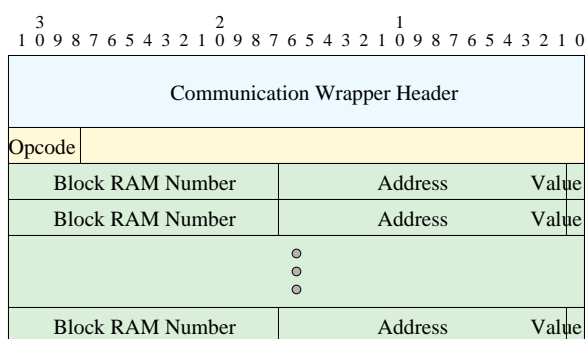 3 2 1
1 0 9 8 7 6 5 4 3 2 1 0 9 8 7 6 5 4 3 2 1 0 9 8 7 6 5 4 3 2 1 0
Communication Wrapper Header
Opcode
Block RAM Number Address Value
Block RAM Number Address Value
Block RAM Number Address Value